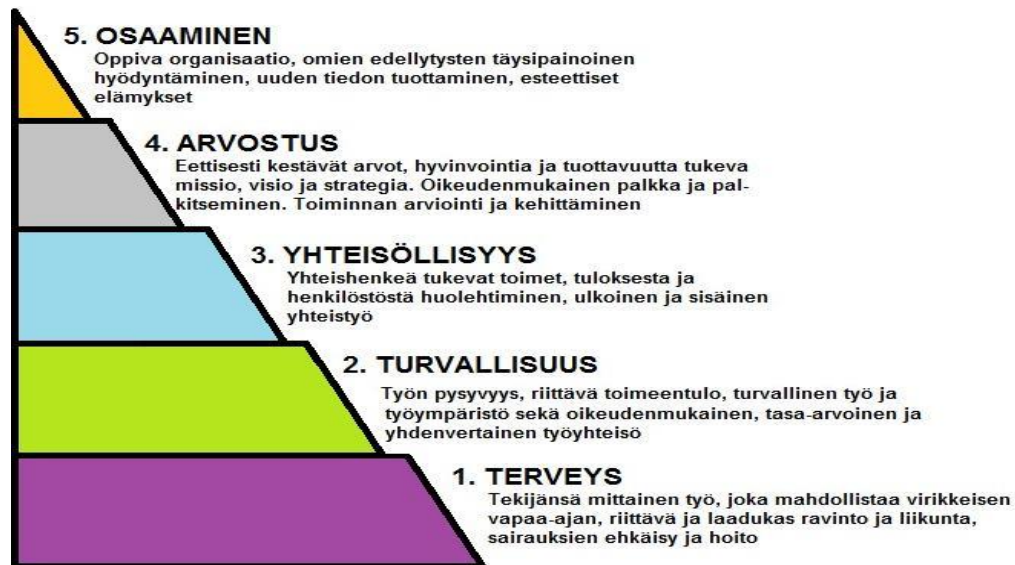 5. OSAAMINEN
Oppiva organisaatio, omien edellytysten täysipainoinen
hyödyntäminen, uuden tiedon tuottaminen, esteettiset
elämykset
4. ARVOSTUS
Eettisesti kestävät arvot, hyvinvointia ja tuottavuutta tukeva
missio, visio ja strategia. Oikeudenmukainen palkka ja pal-
kitseminen. Toiminnan arviointi ja kehittäminen
3. YHTEISÖLLISYYS
Yhteishenkeä tukevat toimet, tuloksesta ja
henkilöstöstä huolehtiminen, ulkoinen ja sisäinen
yhteistyö
2. TURVALLISUUS
Työn pysyvyys, riittävä toimeentulo, turvallinen työ ja
työympäristö sekä oikeudenmukainen, tasa-arvoinen ja
yhdenvertainen työyhteisö
1. TERVEYS
Tekijänsä mittainen työ, joka mahdollistaa virikkeisen
vapaa-ajan, riittävä ja laadukas ravinto ja liikunta,
sairauksien ehkäisy ja hoito